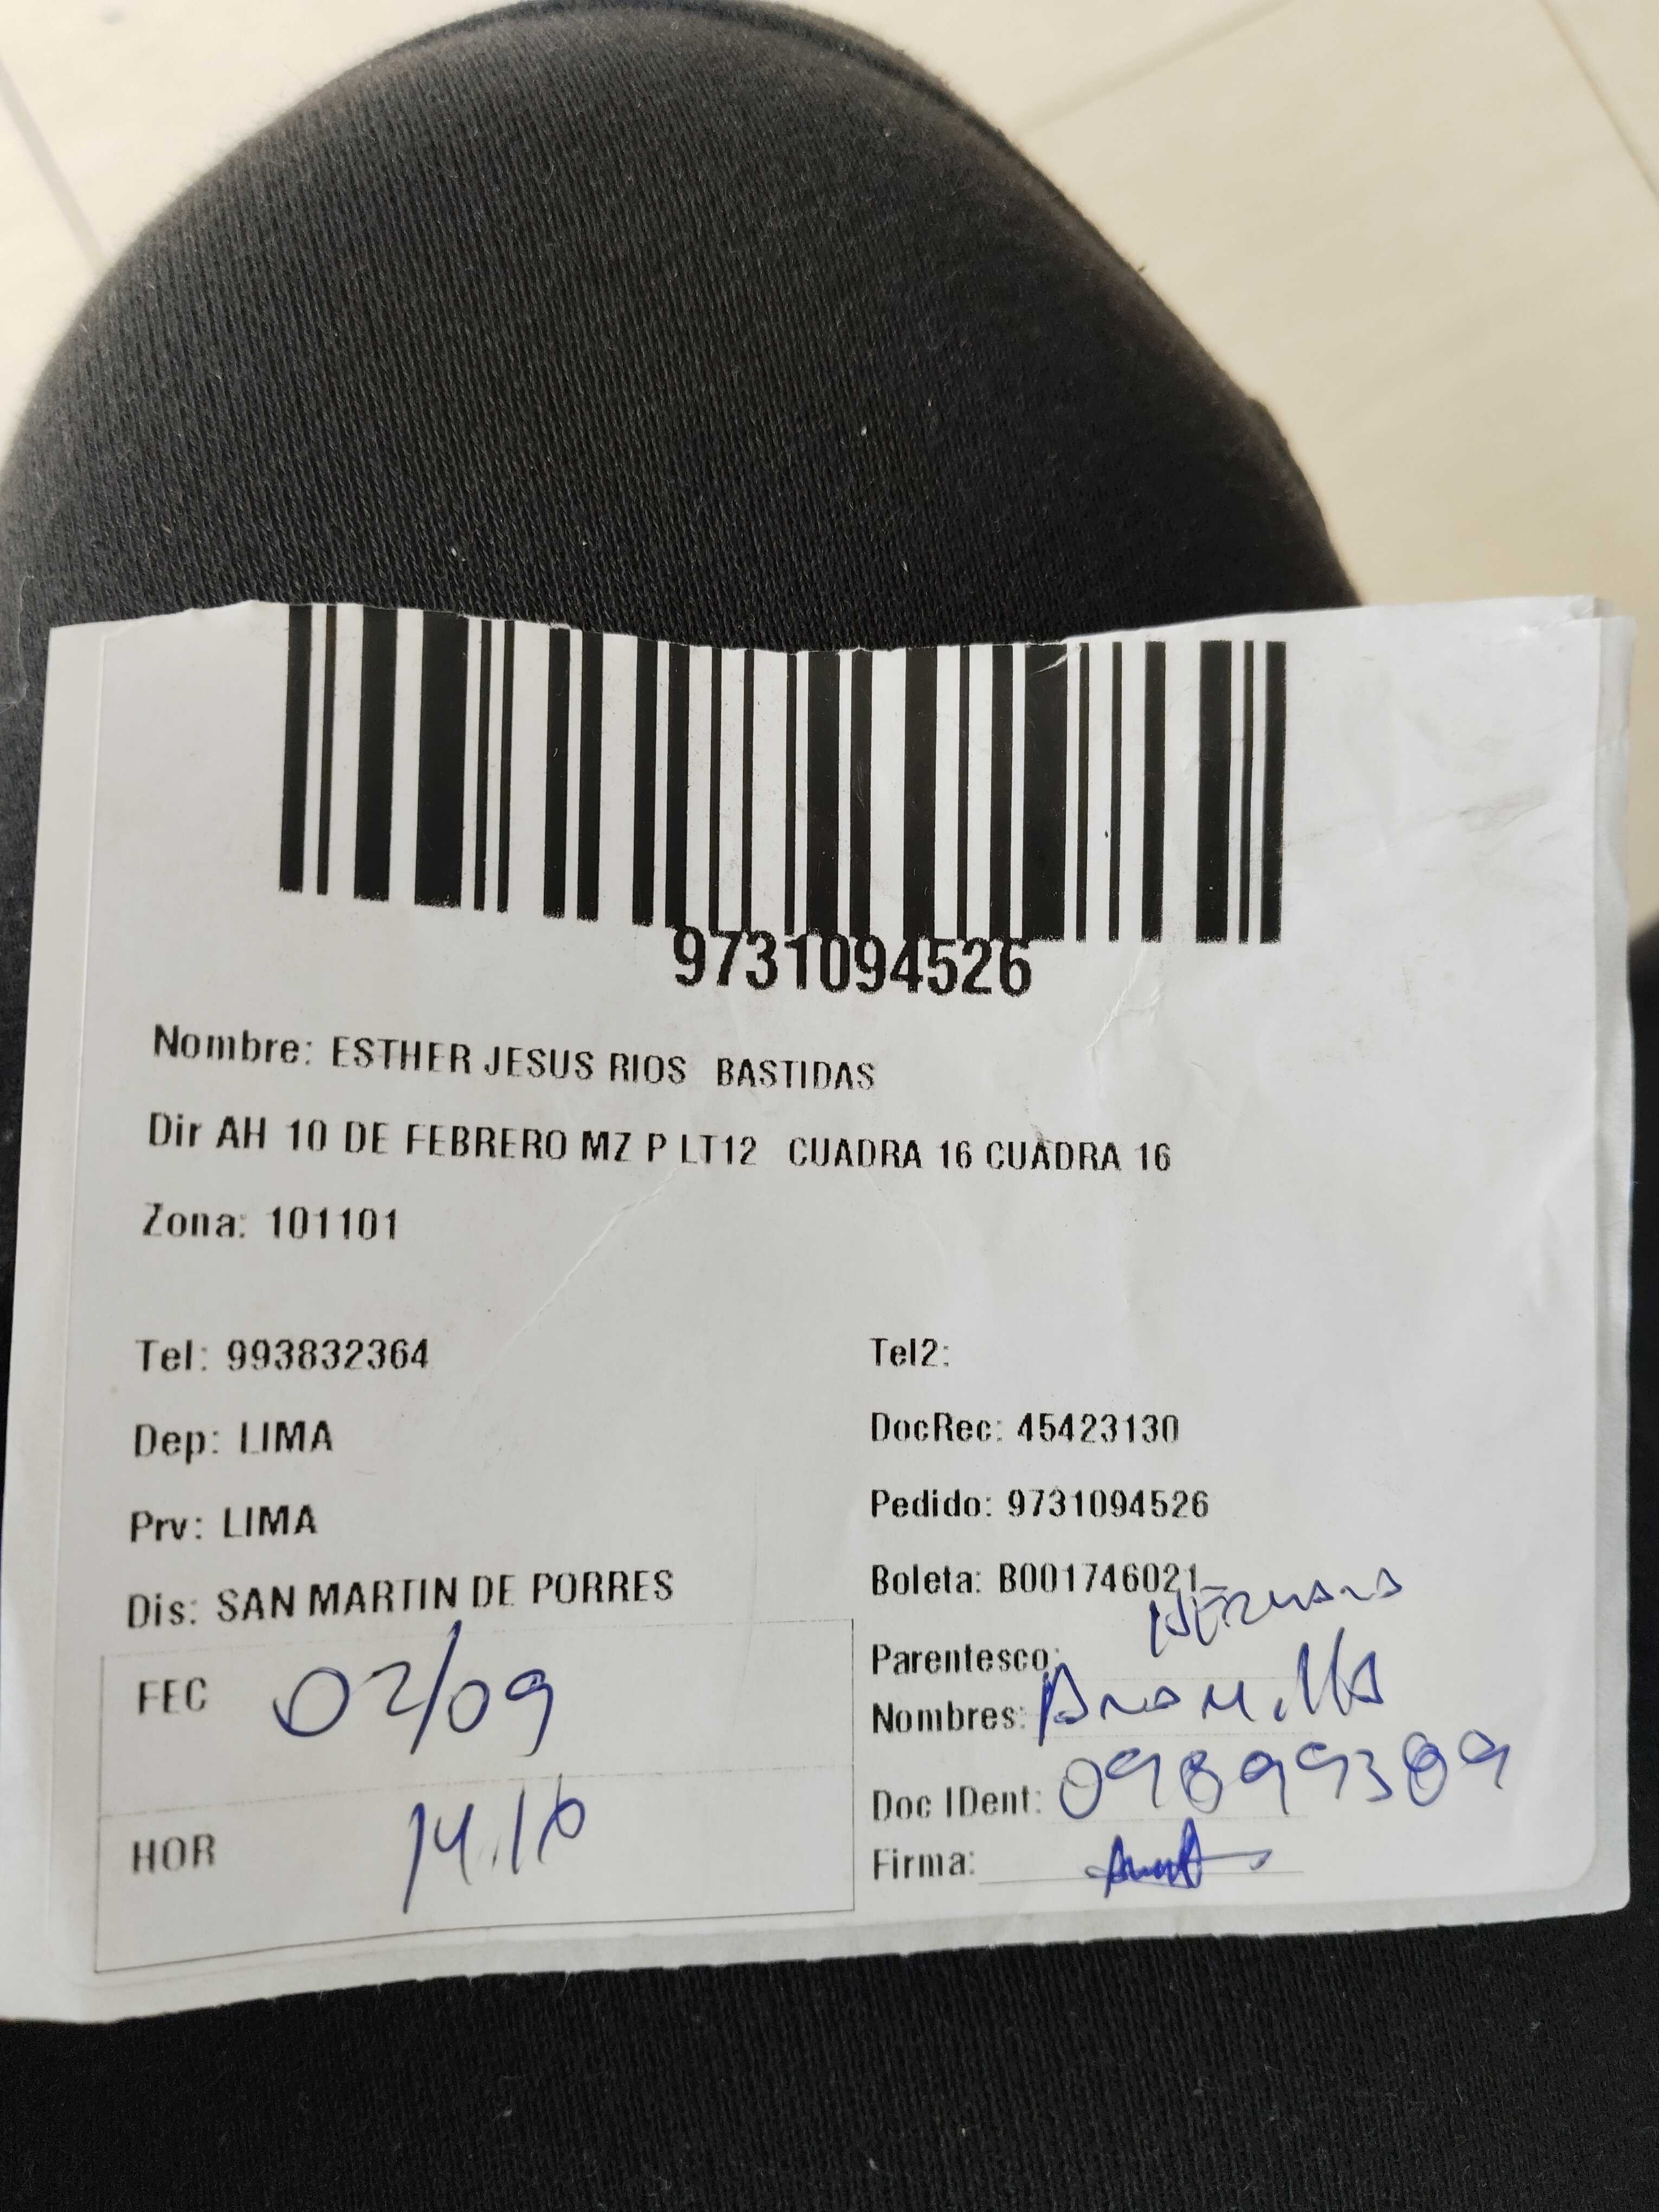 9731094526
Nombre: ESTHER JESUS RIOS BASTIDAS
Dir AH 10 DE FEBRERO MZ P LT12 CUADRA 16 CUADRA 16
Zona: 101101
Tel: 993832364
Tel2:
Dep: LIMA
DocRec: 45423130
Prv: LIMA
Pedido: 9731094526
Dis: SAN MARTIN DE PORRES
Boleta: B001746021
FEC 02/09
Parentesco: HERMANA
Nombres:
HOR 14.16
Doc IDent: 09899389
Firma: